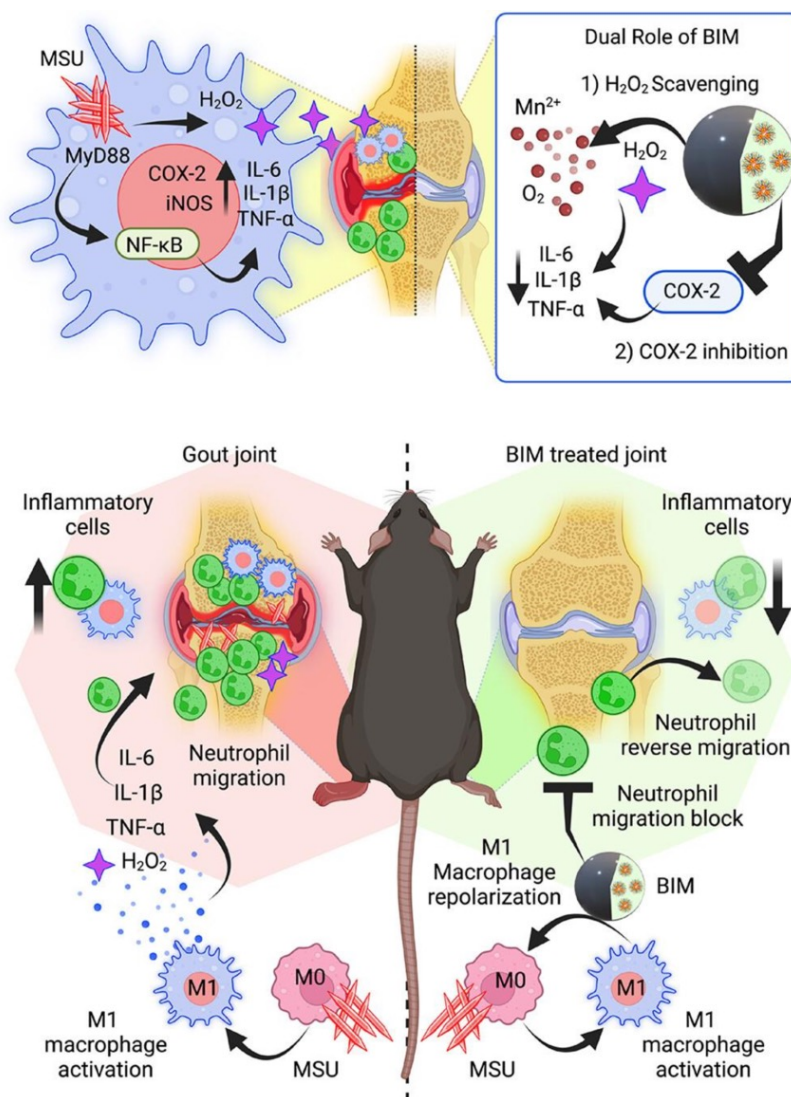 MSU
H₂O₂
MyD88
COX-2
iNOS
IL-6
IL-1β
TNF-α
NF-κB
Dual Role of BIM
1) H₂O₂ Scavenging
Mn²⁺
H₂O₂
O₂
IL-6
IL-1β
TNF-α
COX-2
2) COX-2 inhibition
Gout joint
BIM treated joint
Inflammatory
cells
Inflammatory
cells
Neutrophil
migration
Neutrophil
reverse migration
IL-6
IL-1β
TNF-α
H₂O₂
Neutrophil
migration block
M1
Macrophage
repolarization
BIM
M1
M0
M0
M1
M1
macrophage
activation
MSU
MSU
M1
macrophage
activation